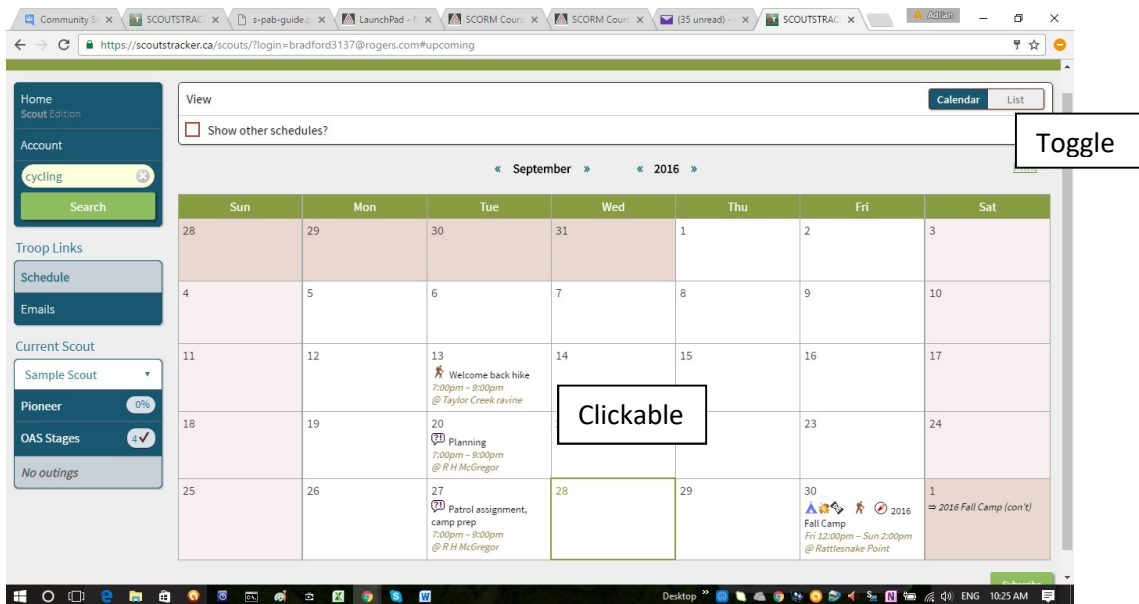 Community S
SCOUTSTRAC
s-pab-guide.p
LaunchPad - N
SCORM Cours
SCORM Cours
(35 unread) -
SCOUTSTRAC
Adrian
https://scoutstracker.ca/scouts/?login=bradford3137@rogers.com#upcoming
Home
Scout Edition
Account
cycling
Search
Troop Links
Schedule
Emails
Current Scout
Sample Scout
Pioneer 0%
OAS Stages 4✓
No outings
View
Calendar List
Show other schedules?
Toggle
« September » « 2016 »
Print
Sun Mon Tue Wed Thu Fri Sat
28 29 30 31 1 2 3
4 5 6 7 8 9 10
11 12 13 14 15 16 17
Welcome back hike
7:00pm – 9:00pm
@ Taylor Creek ravine
Clickable
18 19 20 23 24
?! Planning
7:00pm – 9:00pm
@ R H McGregor
25 26 27 28 29 30 1
?! Patrol assignment,
camp prep
7:00pm – 9:00pm
@ R H McGregor
2016
Fall Camp
Fri 12:00pm – Sun 2:00pm
@ Rattlesnake Point
⇒ 2016 Fall Camp (con't)
Subscribe
Desktop » ENG 10:25 AM